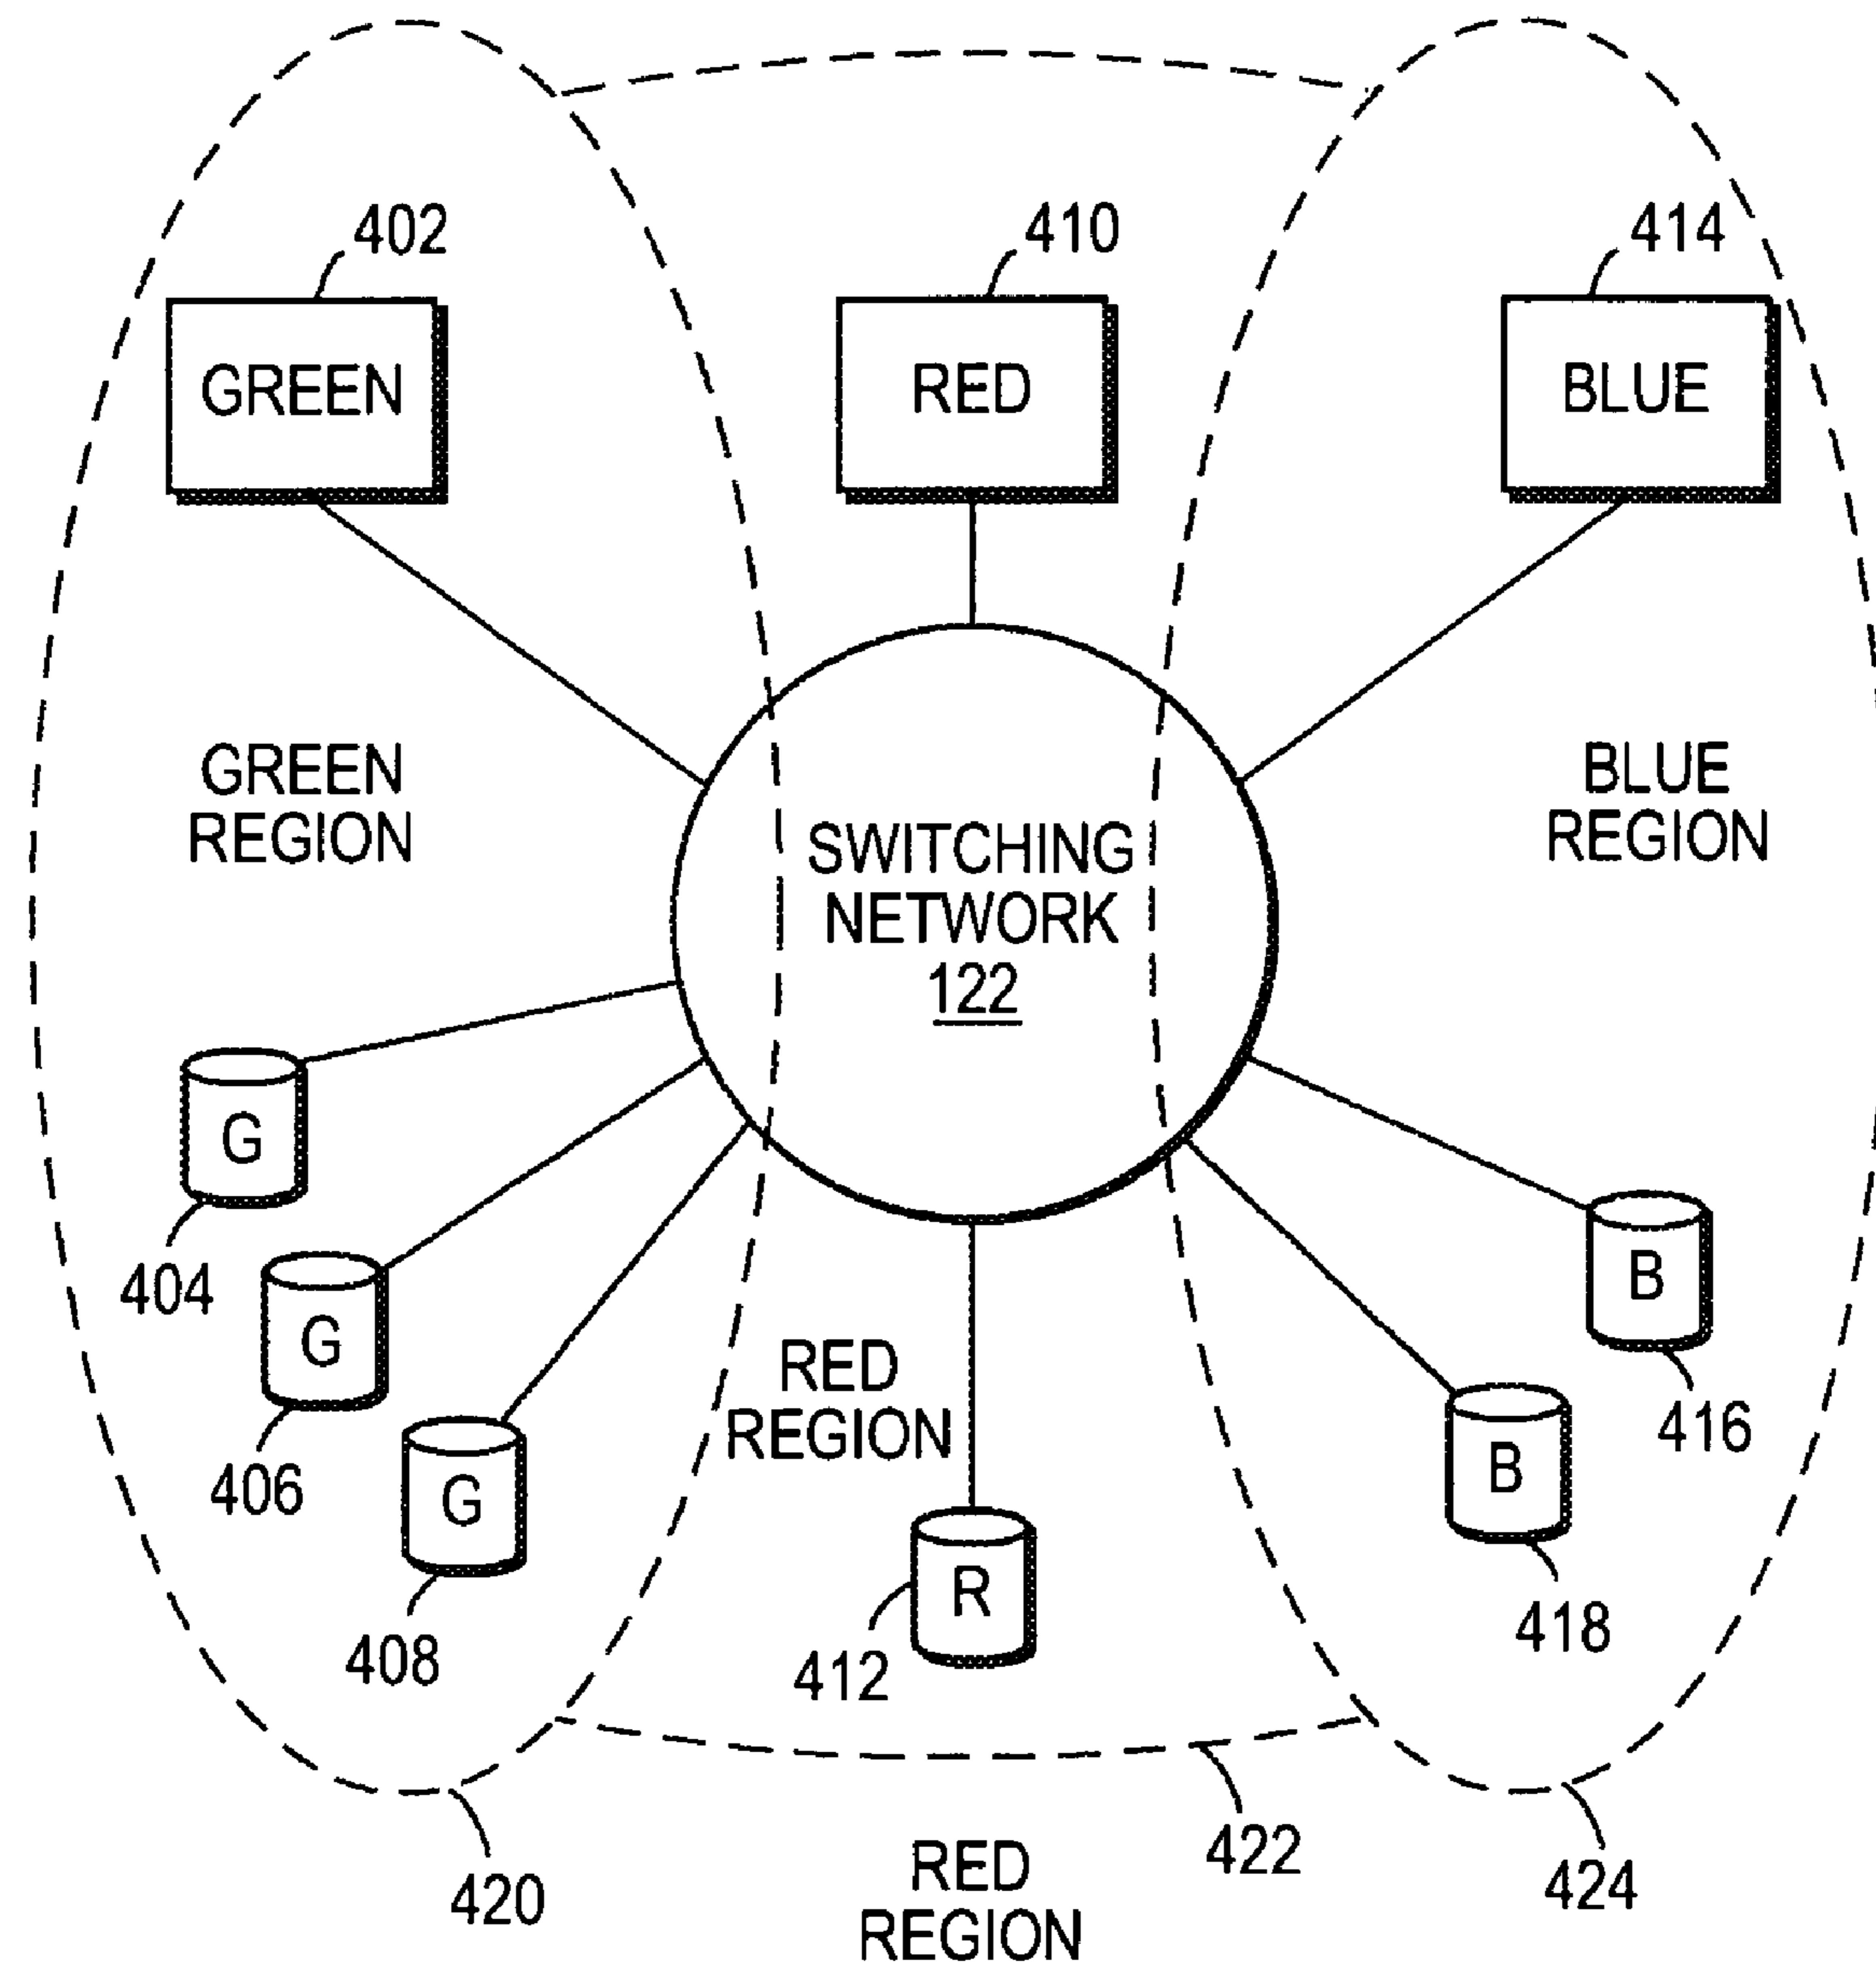 402
410
414
GREEN
RED
BLUE
GREEN
REGION
SWITCHING
NETWORK
122
BLUE
REGION
G
404
G
406
G
408
RED
REGION
R
412
B
416
B
418
420
422
424
RED
REGION